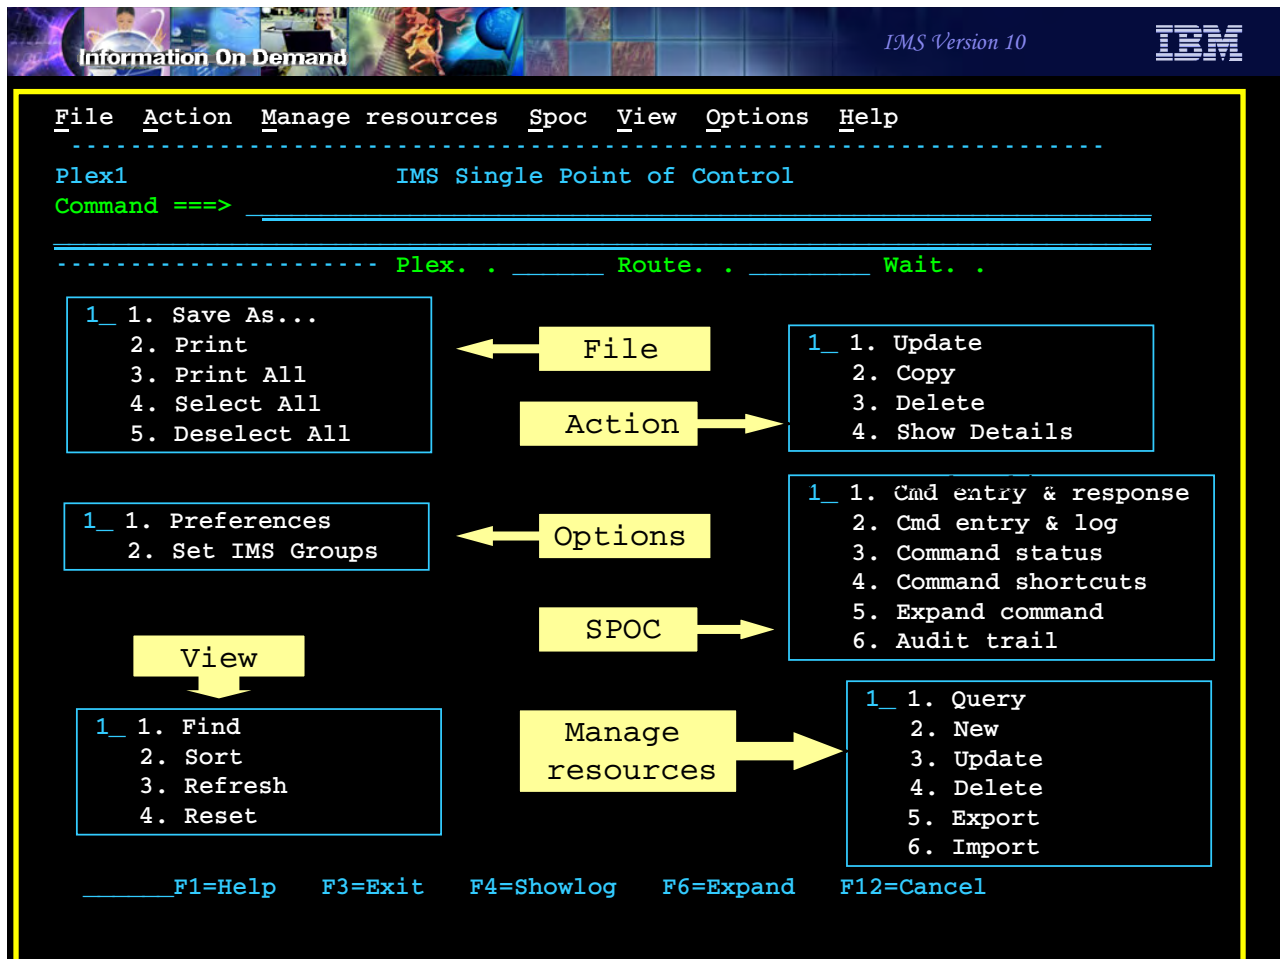 Information On Demand
IMS Version 10
IBM
File Action Manage resources Spoc View Options Help
Plex1 IMS Single Point of Control
Command ===>
Plex. . ______ Route. . ________ Wait. .
1_ 1. Save As...
2. Print
3. Print All
4. Select All
5. Deselect All
File
1_ 1. Update
2. Copy
3. Delete
4. Show Details
Action
1_ 1. Preferences
2. Set IMS Groups
Options
1_ 1. Cmd entry & response
2. Cmd entry & log
3. Command status
4. Command shortcuts
5. Expand command
6. Audit trail
SPOC
View
1_ 1. Find
2. Sort
3. Refresh
4. Reset
Manage
resources
1_ 1. Query
2. New
3. Update
4. Delete
5. Export
6. Import
______F1=Help F3=Exit F4=Showlog F6=Expand F12=Cancel